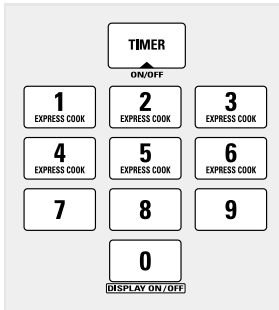 TIMER
ON/OFF
1 2 3
EXPRESS COOK EXPRESS COOK EXPRESS COOK
4 5 6
EXPRESS COOK EXPRESS COOK EXPRESS COOK
7 8 9
0
DISPLAY ON/OFF